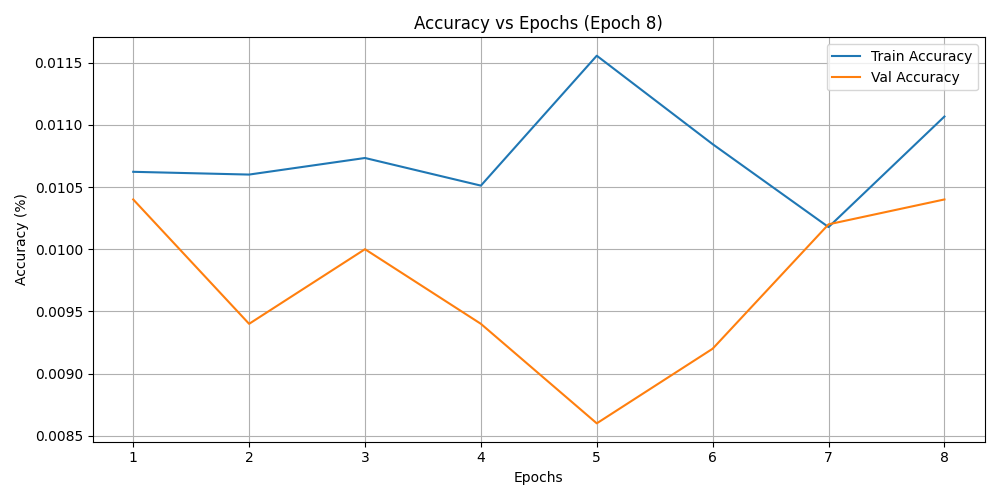 Accuracy vs Epochs (Epoch 8)
Train Accuracy
Val Accuracy
Accuracy (%)
0.0115
0.0110
0.0105
0.0100
0.0095
0.0090
0.0085
1 2 3 4 5 6 7 8
Epochs